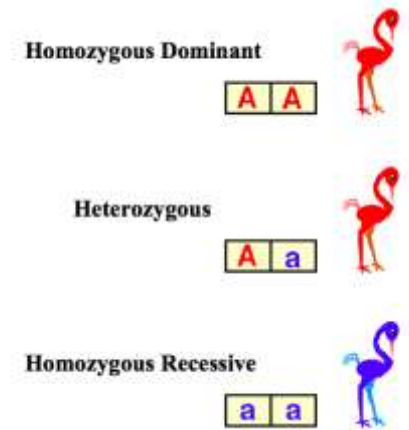 Homozygous Dominant
A A
Heterozygous
A a
Homozygous Recessive
a a